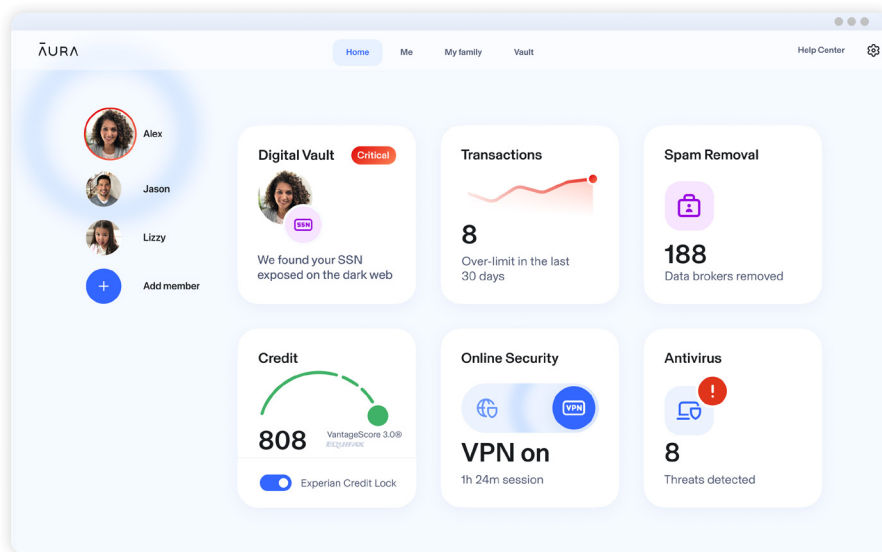 ĀURA
Home
Me
My family
Vault
Help Center
Alex
Jason
Lizzy
Add member
Digital Vault
Critical
SSN
We found your SSN
exposed on the dark web
Transactions
8
Over-limit in the last
30 days
Spam Removal
188
Data brokers removed
Credit
808
VantageScore 3.0®
EQUIFAX
Experian Credit Lock
Online Security
VPN
VPN on
1h 24m session
Antivirus
!
8
Threats detected